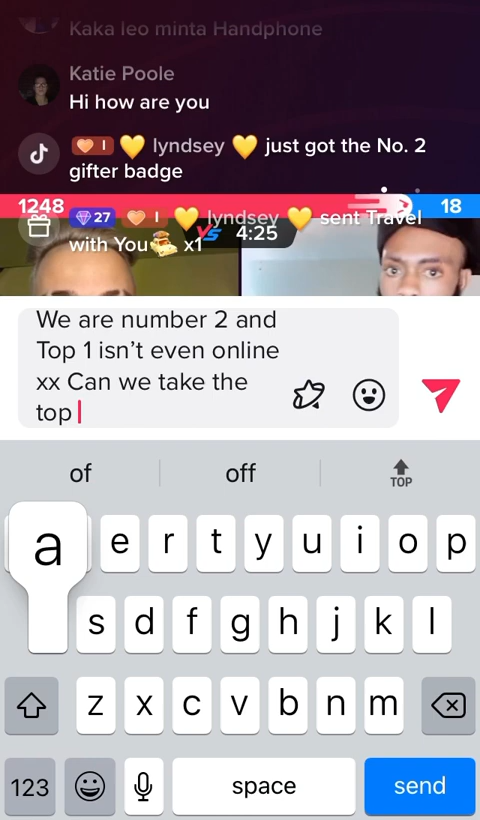 Kaka leo minta Handphone
Katie Poole
Hi how are you
🧡 I 💛 lyndsey 💛 just got the No. 2
gifter badge
1248
18
27 🧡 I 💛 lyndsey 💛 sent Travel
with You x1
VS 4:25
We are number 2 and
Top 1 isn't even online
xx Can we take the
top
of off TOP
a e r t y u i o p
s d f g h j k l
z x c v b n m
123 space send